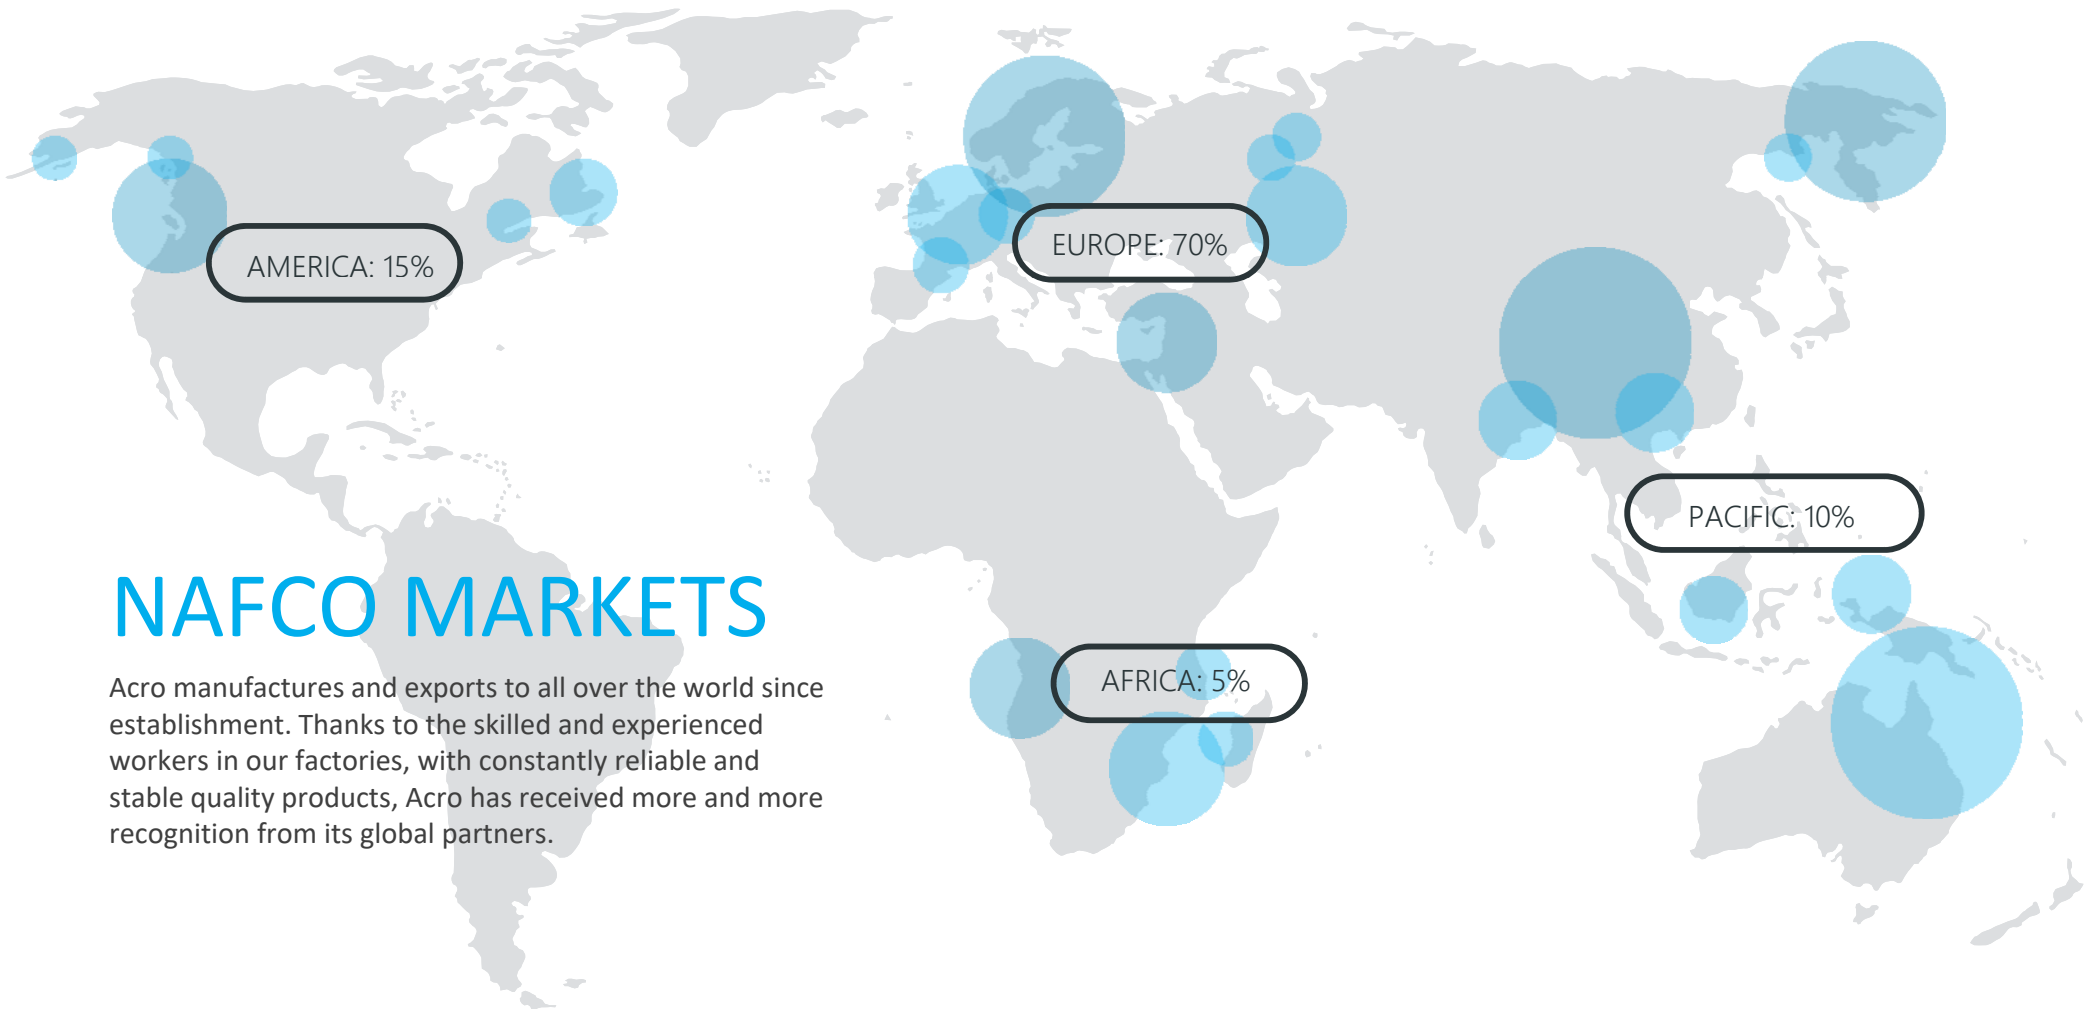 AMERICA: 15%
EUROPE: 70%
PACIFIC: 10%
AFRICA: 5%
NAFCO MARKETS
Acro manufactures and exports to all over the world since
establishment. Thanks to the skilled and experienced
workers in our factories, with constantly reliable and
stable quality products, Acro has received more and more
recognition from its global partners.